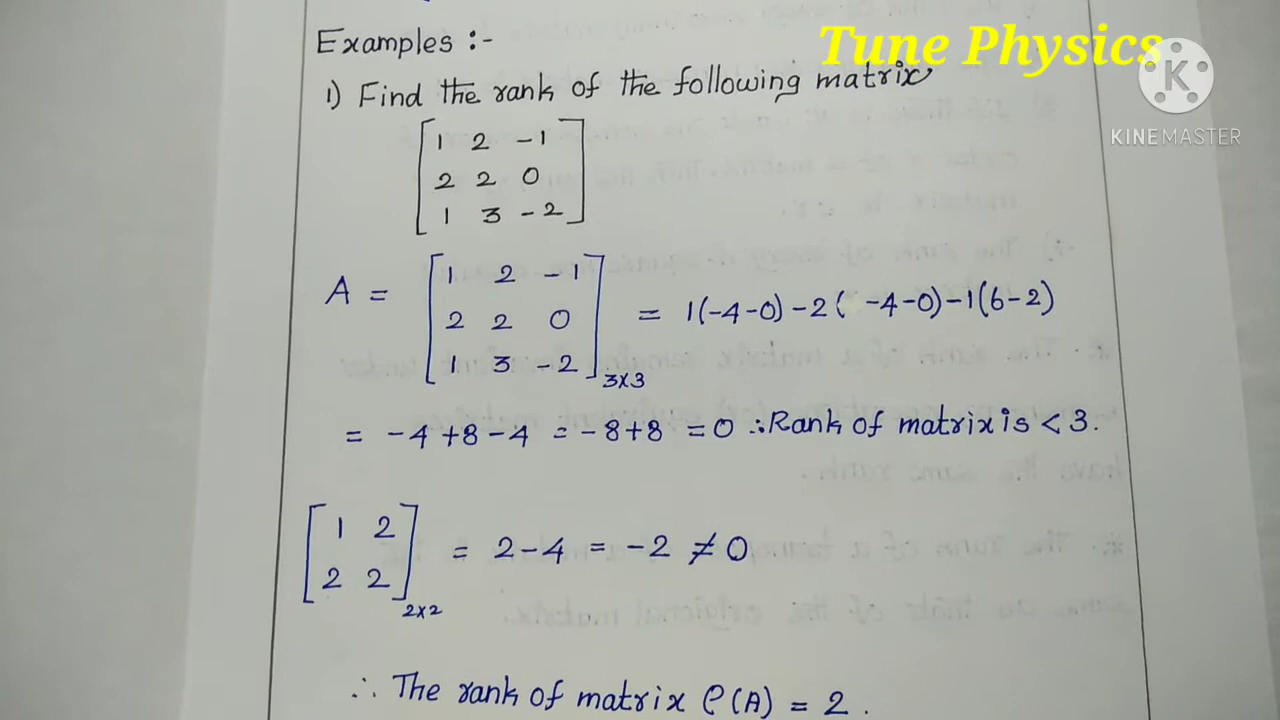 Tune Physics
K
KINEMASTER
Examples :-
1) Find the rank of the following matrix
[1 2 -1
2 2 0
1 3 -2]
A = [1 2 -1
2 2 0
1 3 -2]3x3 = 1(-4-0)-2( -4-0)-1(6-2)
= -4+8-4 = -8+8 = 0 ∴Rank of matrix is < 3.
[1 2
2 2]2x2 = 2-4 = -2 ≠ 0
∴ The rank of matrix ρ(A) = 2.